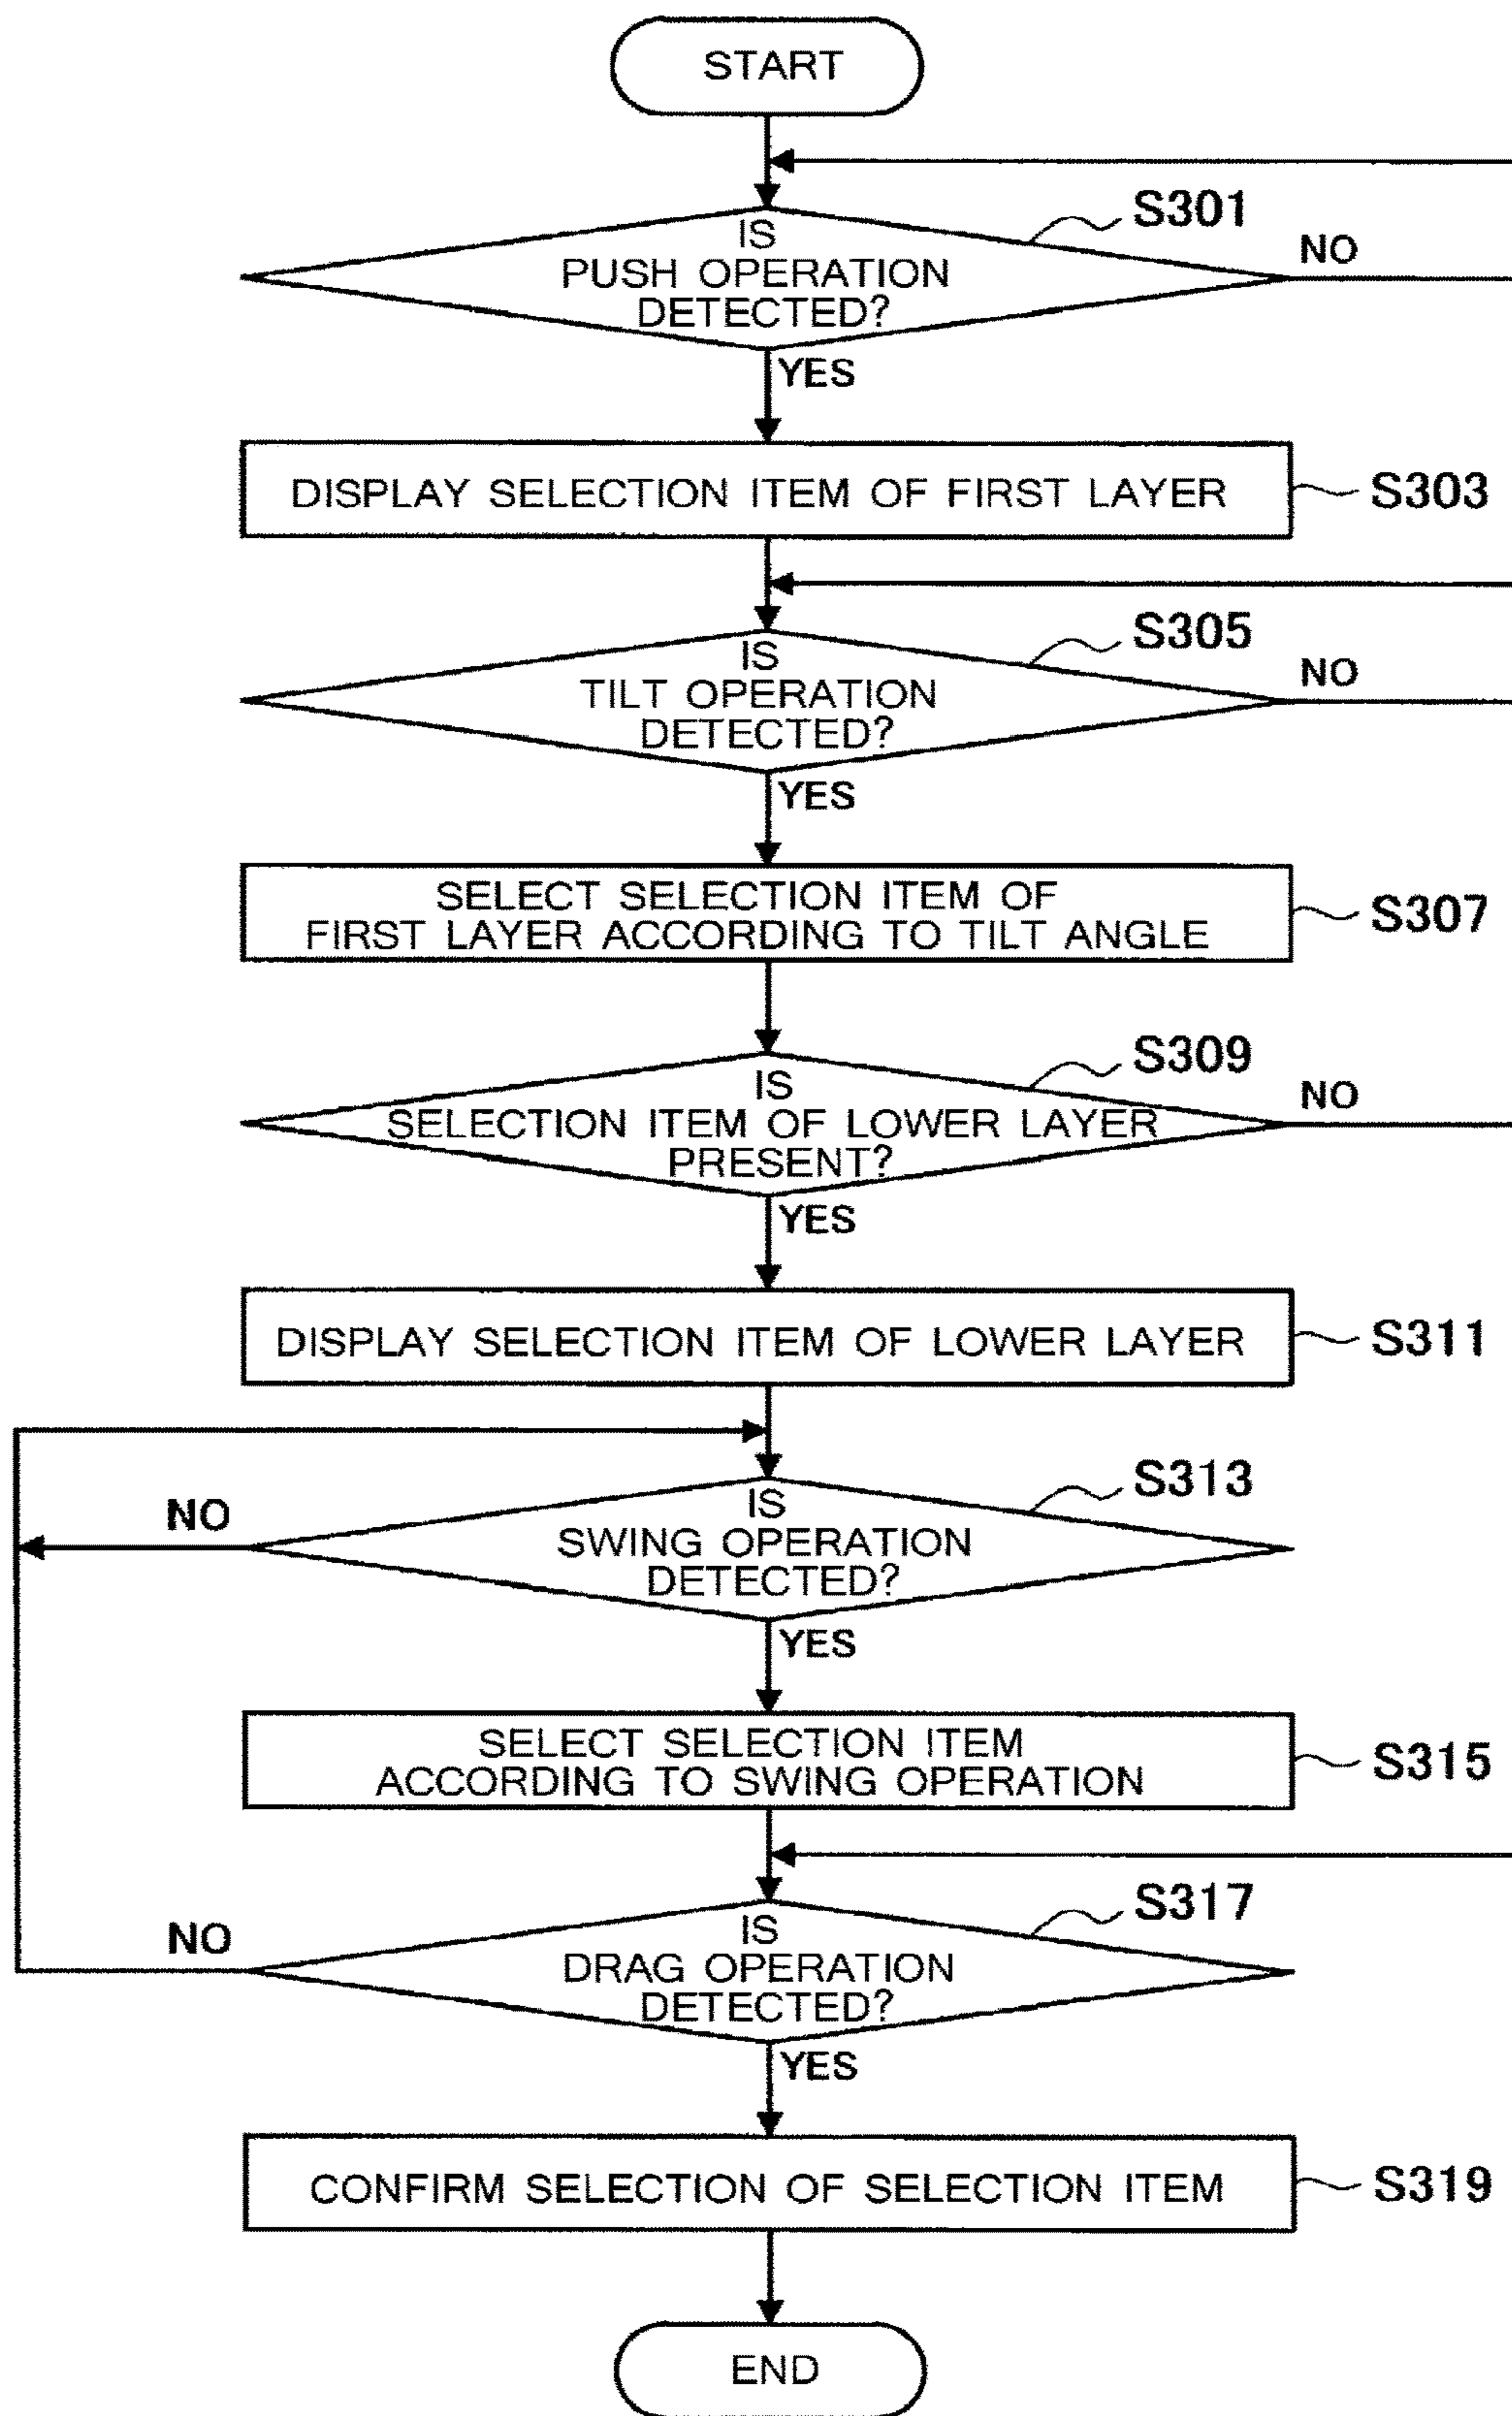 START
S301
IS
PUSH OPERATION
DETECTED?
NO
YES
DISPLAY SELECTION ITEM OF FIRST LAYER
S303
S305
IS
TILT OPERATION
DETECTED?
NO
YES
SELECT SELECTION ITEM OF
FIRST LAYER ACCORDING TO TILT ANGLE
S307
S309
IS
SELECTION ITEM OF LOWER LAYER
PRESENT?
NO
YES
DISPLAY SELECTION ITEM OF LOWER LAYER
S311
S313
NO
IS
SWING OPERATION
DETECTED?
YES
SELECT SELECTION ITEM
ACCORDING TO SWING OPERATION
S315
S317
NO
IS
DRAG OPERATION
DETECTED?
YES
CONFIRM SELECTION OF SELECTION ITEM
S319
END